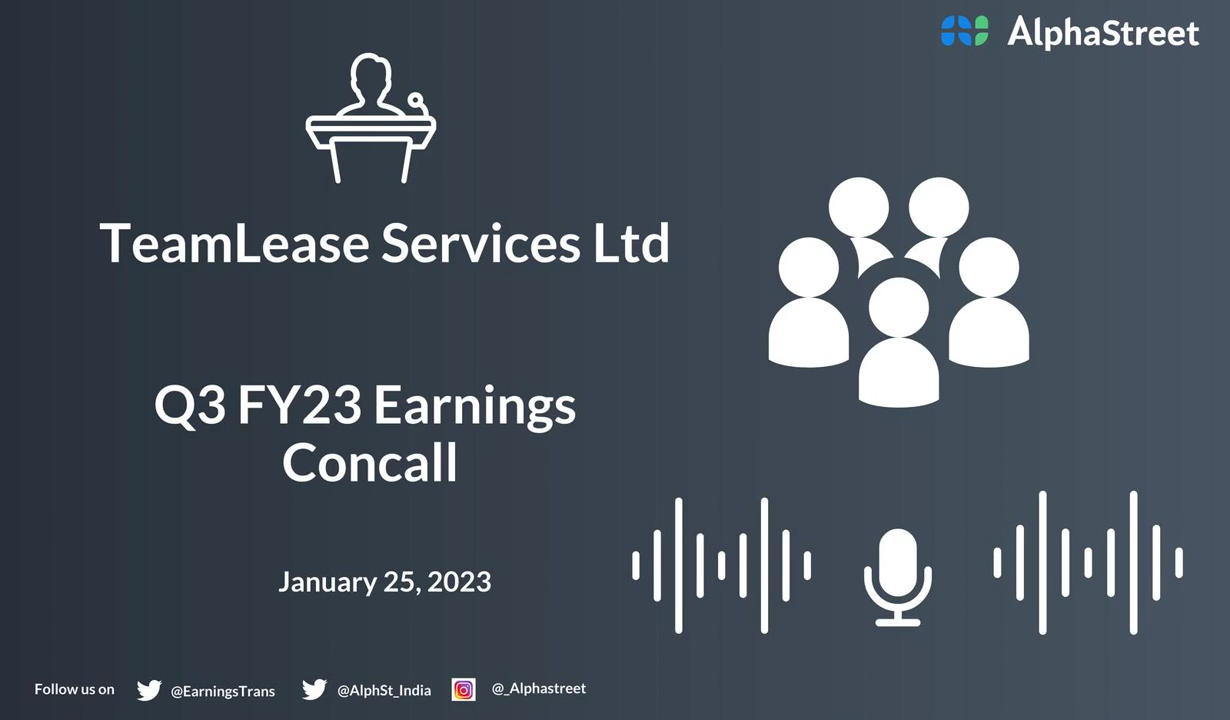 AlphaStreet
TeamLease Services Ltd
Q3 FY23 Earnings
Concall
January 25, 2023
Follow us on @EarningsTrans @AlphSt_India @_Alphastreet